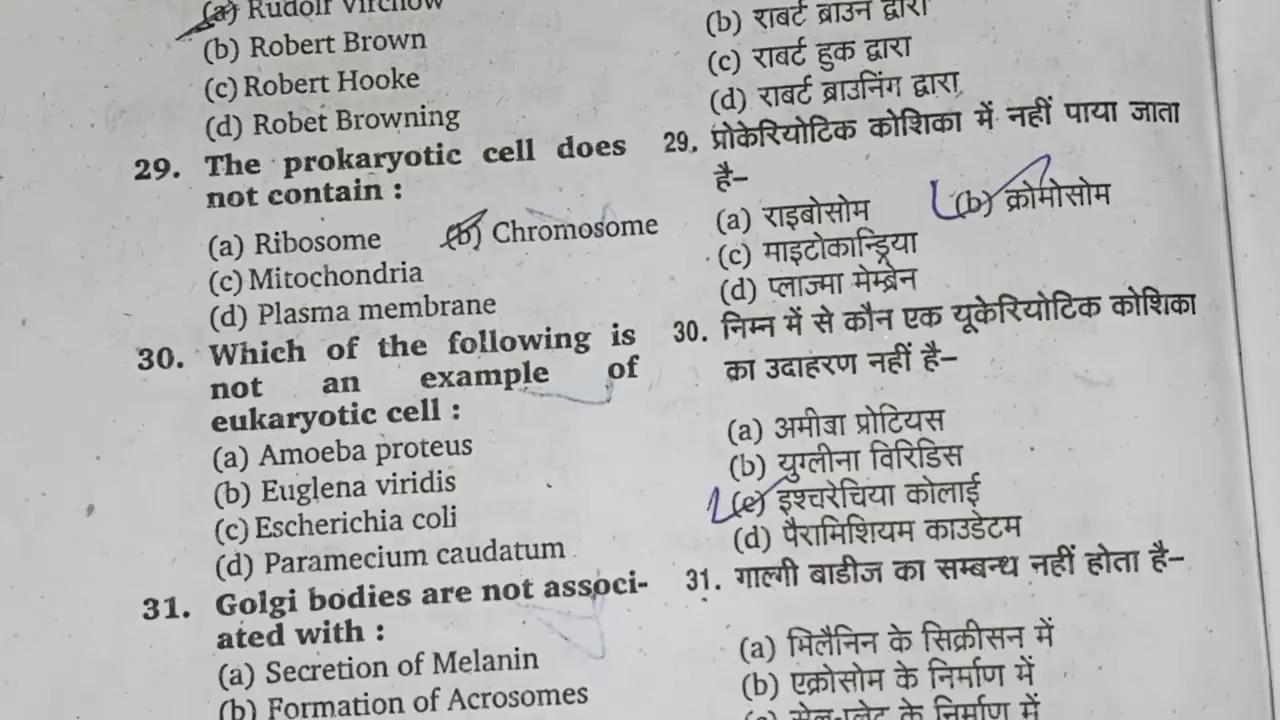 (a) Rudolf Virchow
(b) Robert Brown
(c) Robert Hooke
(d) Robet Browning
29. The prokaryotic cell does
not contain :
(a) Ribosome (b) Chromosome
(c) Mitochondria
(d) Plasma membrane
30. Which of the following is
not an example of
eukaryotic cell :
(a) Amoeba proteus
(b) Euglena viridis
(c) Escherichia coli
(d) Paramecium caudatum
31. Golgi bodies are not associ-
ated with :
(a) Secretion of Melanin
(b) Formation of Acrosomes
(b) राबर्ट ब्राउन द्वारा
(c) राबर्ट हुक द्वारा
(d) राबर्ट ब्राउनिंग द्वारा
29. प्रोकेरियोटिक कोशिका में नहीं पाया जाता
है–
(a) राइबोसोम (b) क्रोमोसोम
(c) माइटोकान्ड्रिया
(d) प्लाज्मा मेम्ब्रेन
30. निम्न में से कौन एक यूकेरियोटिक कोशिका
का उदाहरण नहीं है–
(a) अमीबा प्रोटियस
(b) युग्लीना विरिडिस
(c) इश्चरेचिया कोलाई
(d) पैरामिशियम काउडेटम
31. गाल्गी बाडीज का सम्बन्ध नहीं होता है–
(a) मिलैनिन के सिक्रीसन में
(b) एक्रोसोम के निर्माण में
के निर्माण में